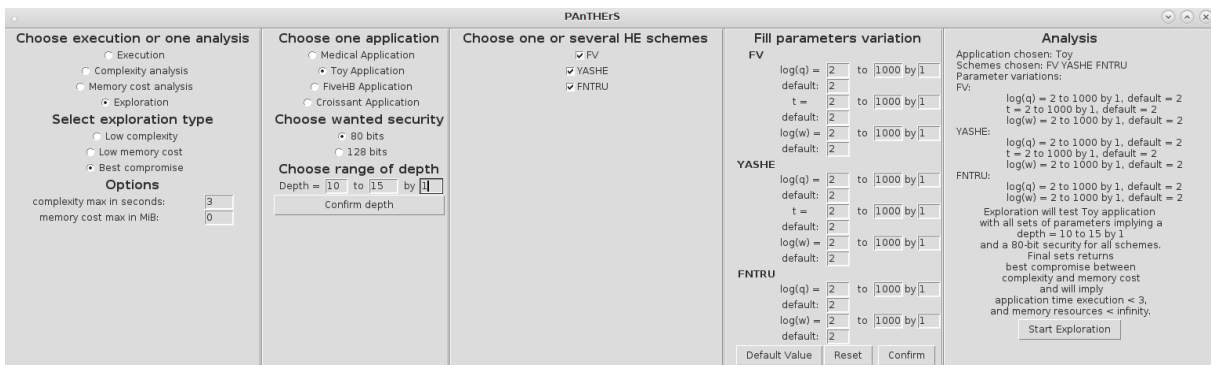 PAnTHErS
Choose execution or one analysis
Execution
Complexity analysis
Memory cost analysis
Exploration
Select exploration type
Low complexity
Low memory cost
Best compromise
Options
complexity max in seconds: 3
memory cost max in MiB: 0
Choose one application
Medical Application
Toy Application
FiveHB Application
Croissant Application
Choose wanted security
80 bits
128 bits
Choose range of depth
Depth = 10 to 15 by 1
Confirm depth
Choose one or several HE schemes
FV
YASHE
FNTRU
Fill parameters variation
FV
log(q) = 2 to 1000 by 1
default: 2
t = 2 to 1000 by 1
default: 2
log(w) = 2 to 1000 by 1
default: 2
YASHE
log(q) = 2 to 1000 by 1
default: 2
t = 2 to 1000 by 1
default: 2
log(w) = 2 to 1000 by 1
default: 2
FNTRU
log(q) = 2 to 1000 by 1
default: 2
log(w) = 2 to 1000 by 1
default: 2
Default Value Reset Confirm
Analysis
Application chosen: Toy
Schemes chosen: FV YASHE FNTRU
Parameter variations:
FV:
log(q) = 2 to 1000 by 1, default = 2
t = 2 to 1000 by 1, default = 2
log(w) = 2 to 1000 by 1, default = 2
YASHE:
log(q) = 2 to 1000 by 1, default = 2
t = 2 to 1000 by 1, default = 2
log(w) = 2 to 1000 by 1, default = 2
FNTRU:
log(q) = 2 to 1000 by 1, default = 2
log(w) = 2 to 1000 by 1, default = 2
Exploration will test Toy application
with all sets of parameters implying a
depth = 10 to 15 by 1
and a 80-bit security for all schemes.
Final sets returns
best compromise between
complexity and memory cost
and will imply
application time execution < 3,
and memory resources < infinity.
Start Exploration